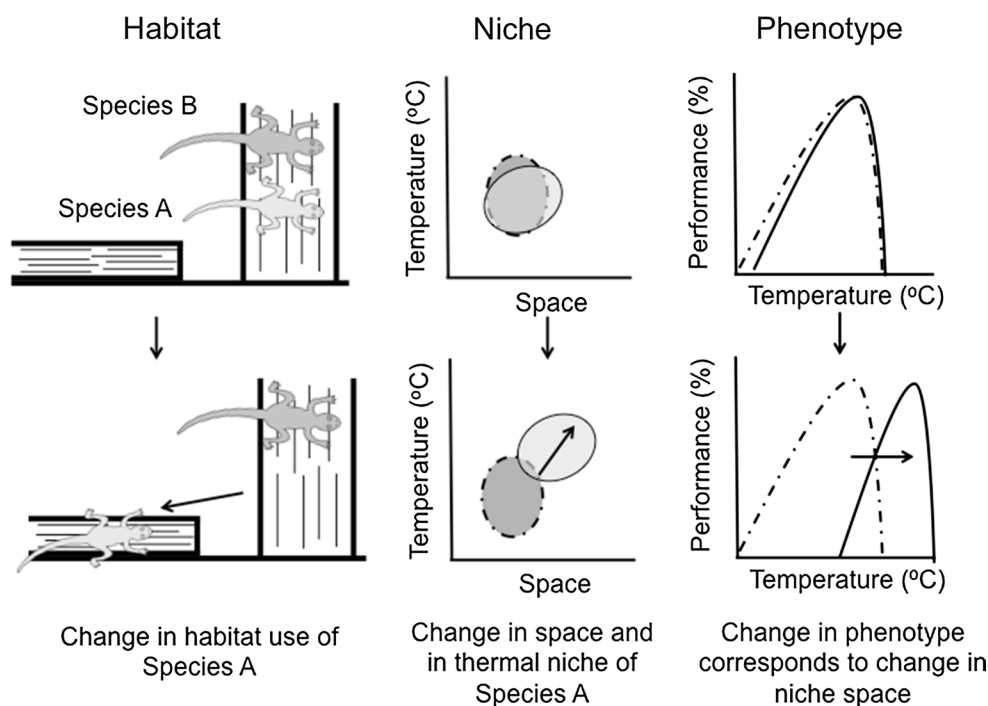 Habitat
Niche
Phenotype
Species B
Species A
Temperature (ºC)
Space
Performance (%)
Temperature (ºC)
Temperature (ºC)
Space
Performance (%)
Temperature (ºC)
Change in habitat use of
Species A
Change in space and
in thermal niche of
Species A
Change in phenotype
corresponds to change in
niche space